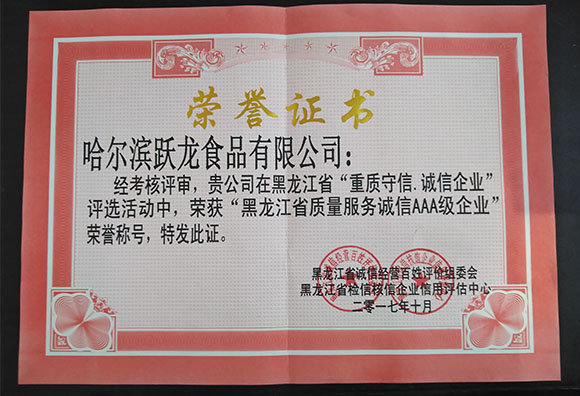 荣誉证书
哈尔滨跃龙食品有限公司：
经考核评审，贵公司在黑龙江省“重质守信.诚信企业”
评选活动中，荣获“黑龙江省质量服务诚信AAA级企业”
荣誉称号，特发此证。
黑龙江省诚信经营百姓评价组委会
黑龙江省检信核信企业信用评估中心
二零一七年十月